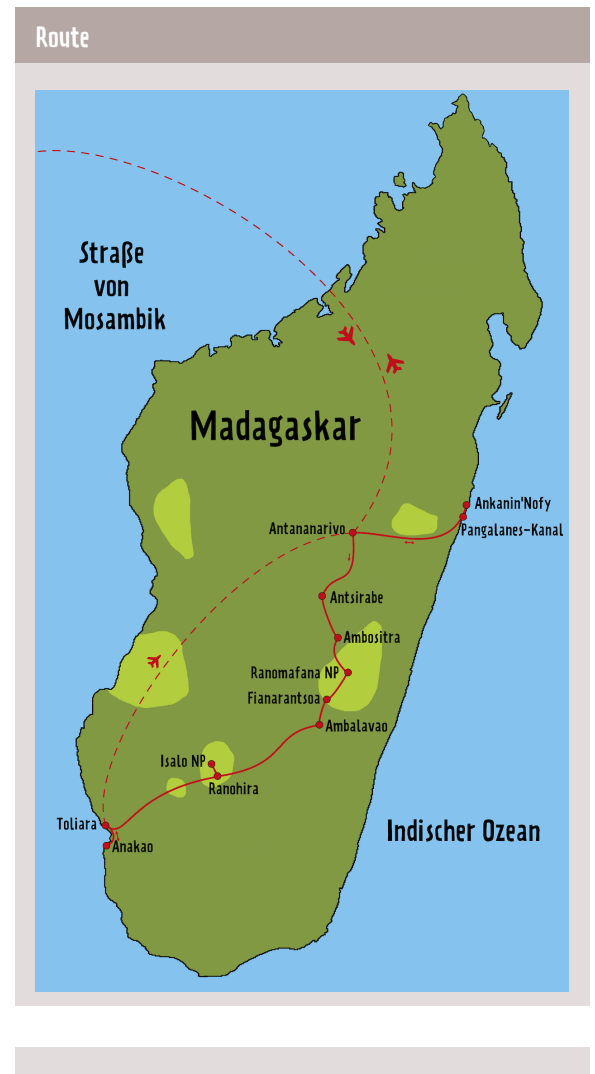 Route
Straße
von
Mosambik
Madagaskar
Ankanin'Nofy
Antananarivo
Pangalanes-Kanal
Antsirabe
Ambositra
Ranomafana NP
Fianarantsoa
Ambalavao
Isalo NP
Ranohira
Toliara
Indischer Ozean
Anakao